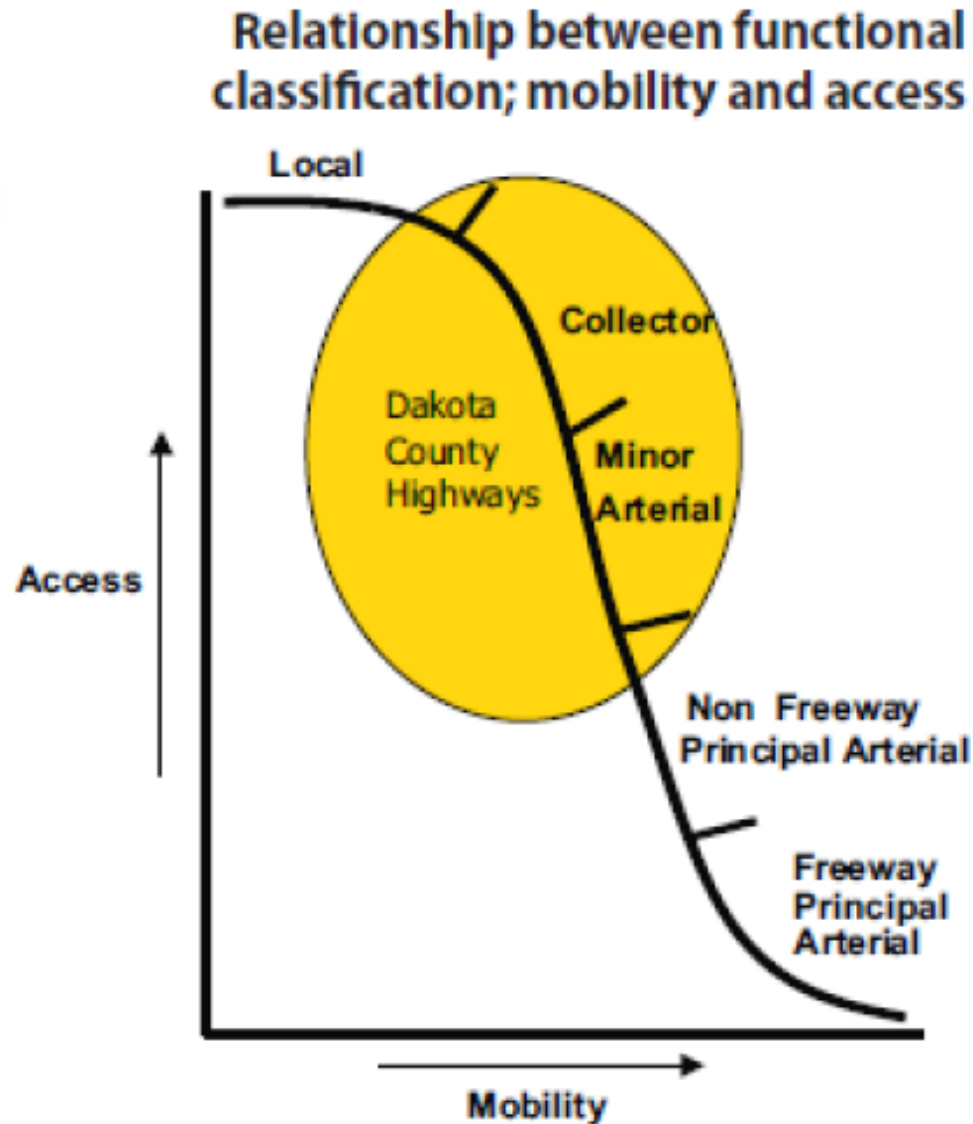 Relationship between functional
classification; mobility and access
Local
Collector
Dakota
County
Highways
Minor
Arterial
Access
Non Freeway
Principal Arterial
Freeway
Principal
Arterial
Mobility